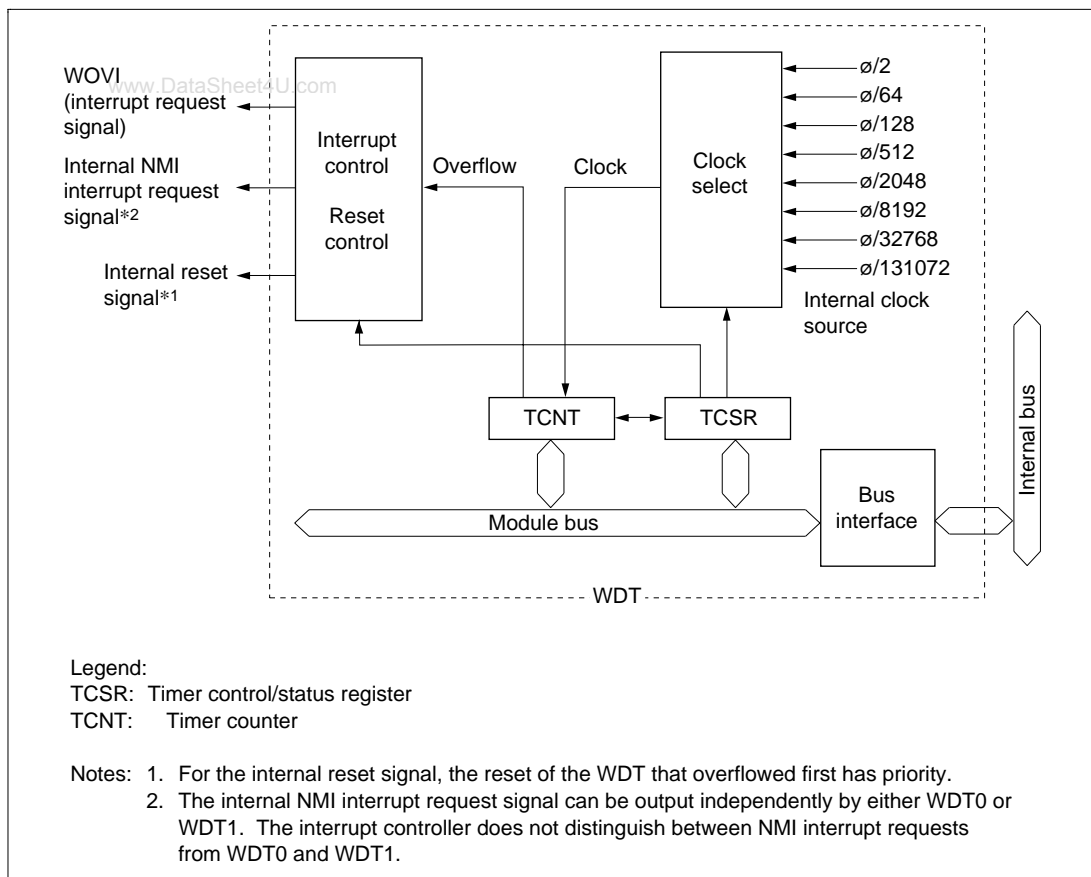 www.DataSheet4U.com
WOVI
(interrupt request
signal)
Internal NMI
interrupt request
signal*2
Internal reset
signal*1
Interrupt
control
Reset
control
Overflow
Clock
Clock
select
ø/2
ø/64
ø/128
ø/512
ø/2048
ø/8192
ø/32768
ø/131072
Internal clock
source
TCNT
TCSR
Module bus
Bus
interface
Internal bus
WDT
Legend:
TCSR: Timer control/status register
TCNT: Timer counter
Notes: 1. For the internal reset signal, the reset of the WDT that overflowed first has priority.
2. The internal NMI interrupt request signal can be output independently by either WDT0 or
WDT1. The interrupt controller does not distinguish between NMI interrupt requests
from WDT0 and WDT1.